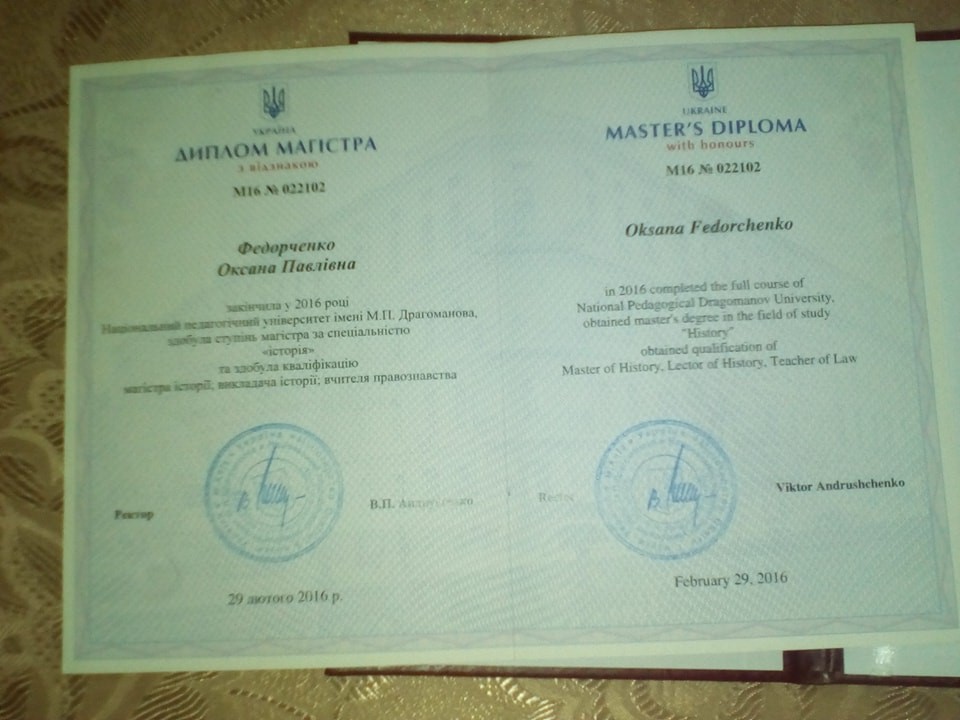 УКРАЇНА
ДИПЛОМ МАГІСТРА
з відзнакою
М16 № 022102
Федорченко
Оксана Павлівна
закінчила у 2016 році
Національний педагогічний університет імені М.П. Драгоманова,
здобула ступінь магістра за спеціальністю
«історія»
та здобула кваліфікацію
магістра історії, викладача історії; вчителя правознавства
Ректор
В.П.
29 лютого 2016 р.
UKRAINE
MASTER'S DIPLOMA
with honours
M16 № 022102
Oksana Fedorchenko
in 2016 completed the full course of
National Pedagogical Dragomanov University,
obtained master's degree in the field of study
"History"
obtained qualification of
Master of History, Lector of History, Teacher of Law
Rector
Viktor Andrushchenko
February 29, 2016